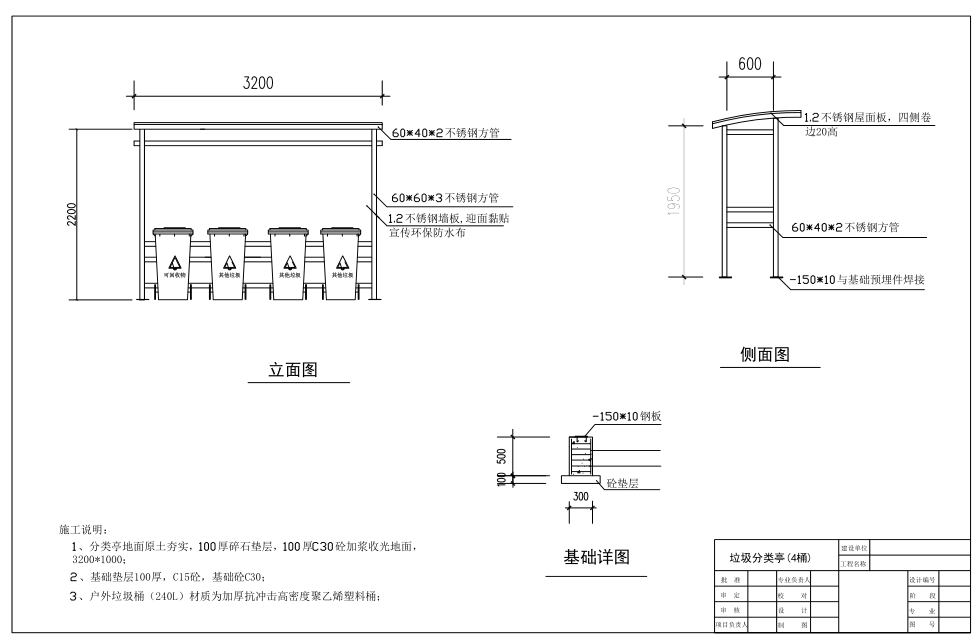 3200
60*40*2不锈钢方管
2200
60*60*3不锈钢方管
1.2不锈钢墙板,迎面黏贴
宣传环保防水布
可回收物
其他垃圾
其他垃圾
其他垃圾
立面图
600
1.2不锈钢屋面板，四侧卷
边20高
1950
60*40*2不锈钢方管
-150*10与基础预埋件焊接
侧面图
-150*10钢板
500
100
砼垫层
300
基础详图
施工说明：
1、分类亭地面原土夯实，100厚碎石垫层，100厚C30砼加浆收光地面，
3200*1000；
2、基础垫层100厚，C15砼，基础砼C30；
3、户外垃圾桶（240L）材质为加厚抗冲击高密度聚乙烯塑料桶；
垃圾分类亭(4桶)
建设单位
工程名称
批 准 专业负责人 设计编号
审 定 校 对 阶 段
审 核 设 计 专 业
项目负责人 制 图 图 号